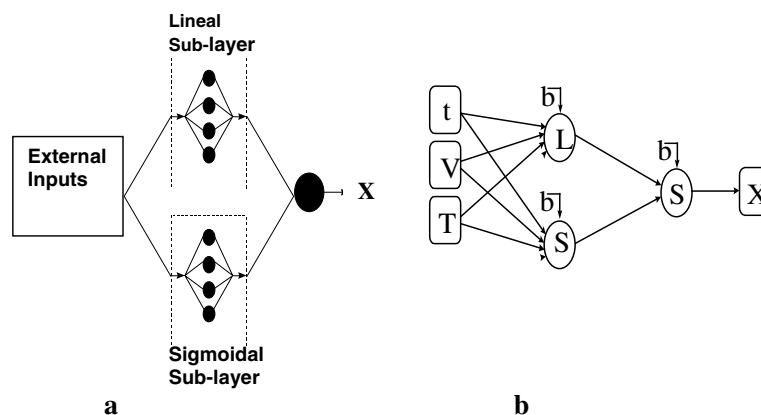 Lineal
Sub-layer
External
Inputs
X
Sigmoidal
Sub-layer
a
t
V
T
b
L
b
S
b
S
X
b